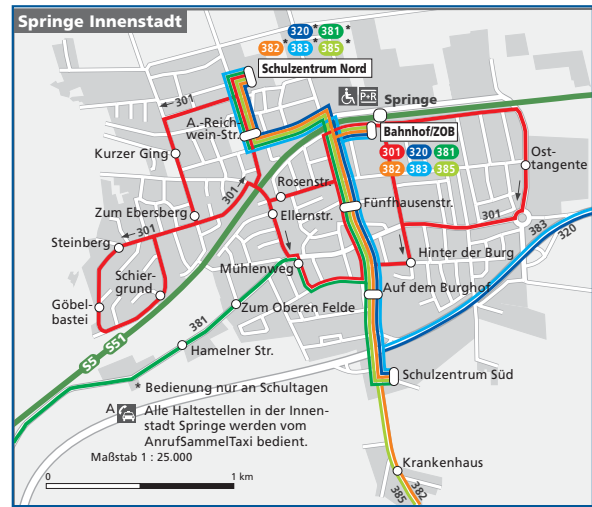 Springe Innenstadt
320 * 381 *
382 * 383 * 385 *
Schulzentrum Nord
301
A.-Reich-
wein-Str.
P+R
Springe
Bahnhof/ZOB
301 320 381
382 383 385
Kurzer Ging
Ost-
tangente
301
Rosenstr.
Zum Ebersberg
Ellernstr.
Fünfhausenstr.
301
383
320
301
Steinberg
Mühlenweg
Hinter der Burg
Schier-
grund
Göbel-
bastei
Auf dem Burghof
Zum Oberen Felde
381
S5 S51
Hamelner Str.
Schulzentrum Süd
* Bedienung nur an Schultagen
A
Alle Haltestellen in der Innen-
stadt Springe werden vom
AnrufSammelTaxi bedient.
Maßstab 1 : 25.000
0 1 km
Krankenhaus
385
382